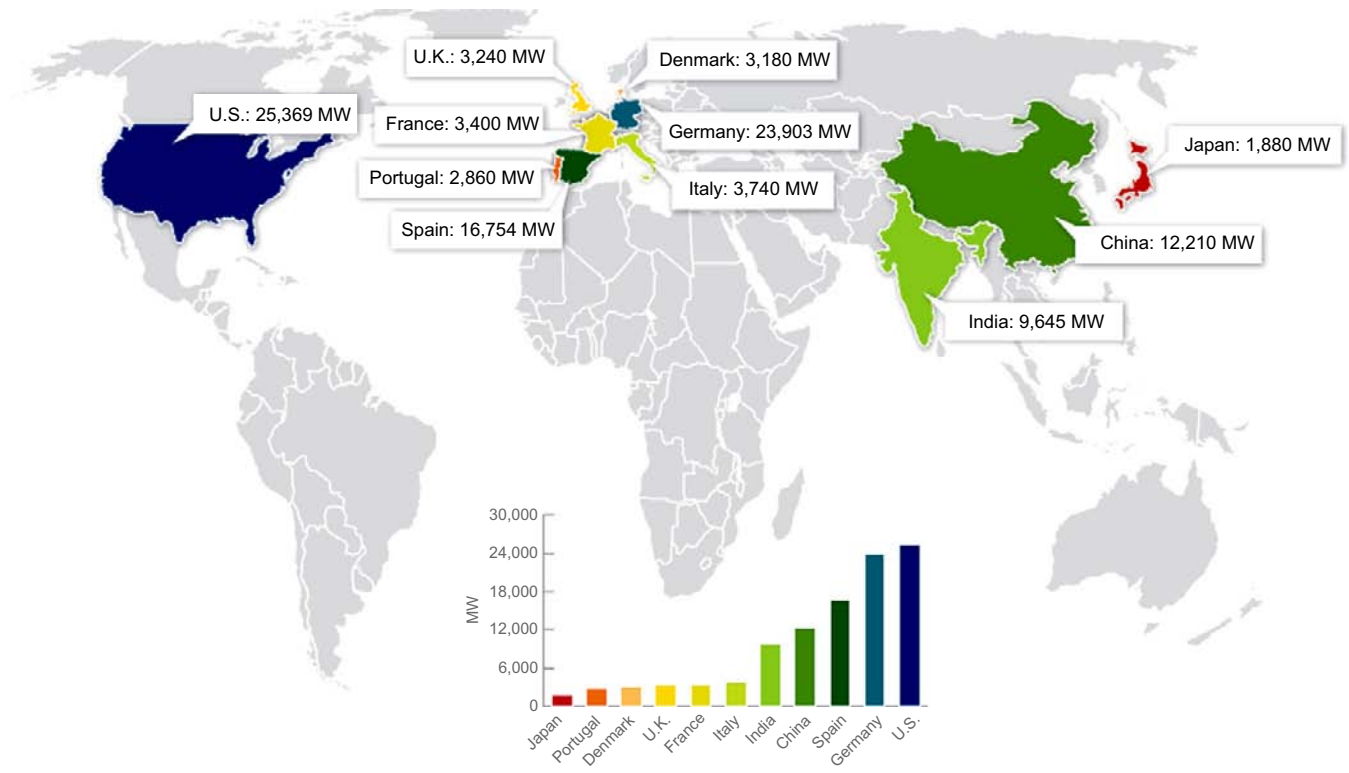 U.K.: 3,240 MW
Denmark: 3,180 MW
U.S.: 25,369 MW
France: 3,400 MW
Germany: 23,903 MW
Japan: 1,880 MW
Portugal: 2,860 MW
Italy: 3,740 MW
Spain: 16,754 MW
China: 12,210 MW
India: 9,645 MW
30,000
24,000
18,000
12,000
6,000
0
MW
Japan
Portugal
Denmark
U.K.
France
Italy
India
China
Spain
Germany
U.S.